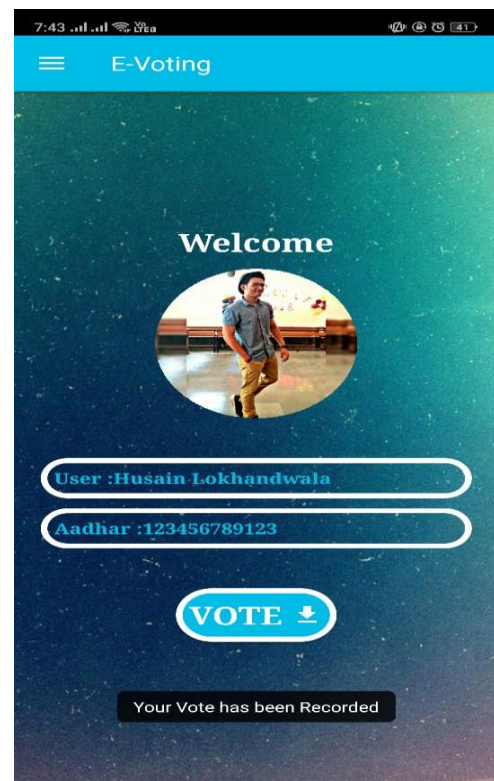 7:43
E-Voting
Welcome
User :Husain Lokhandwala
Aadhar :123456789123
VOTE
Your Vote has been Recorded